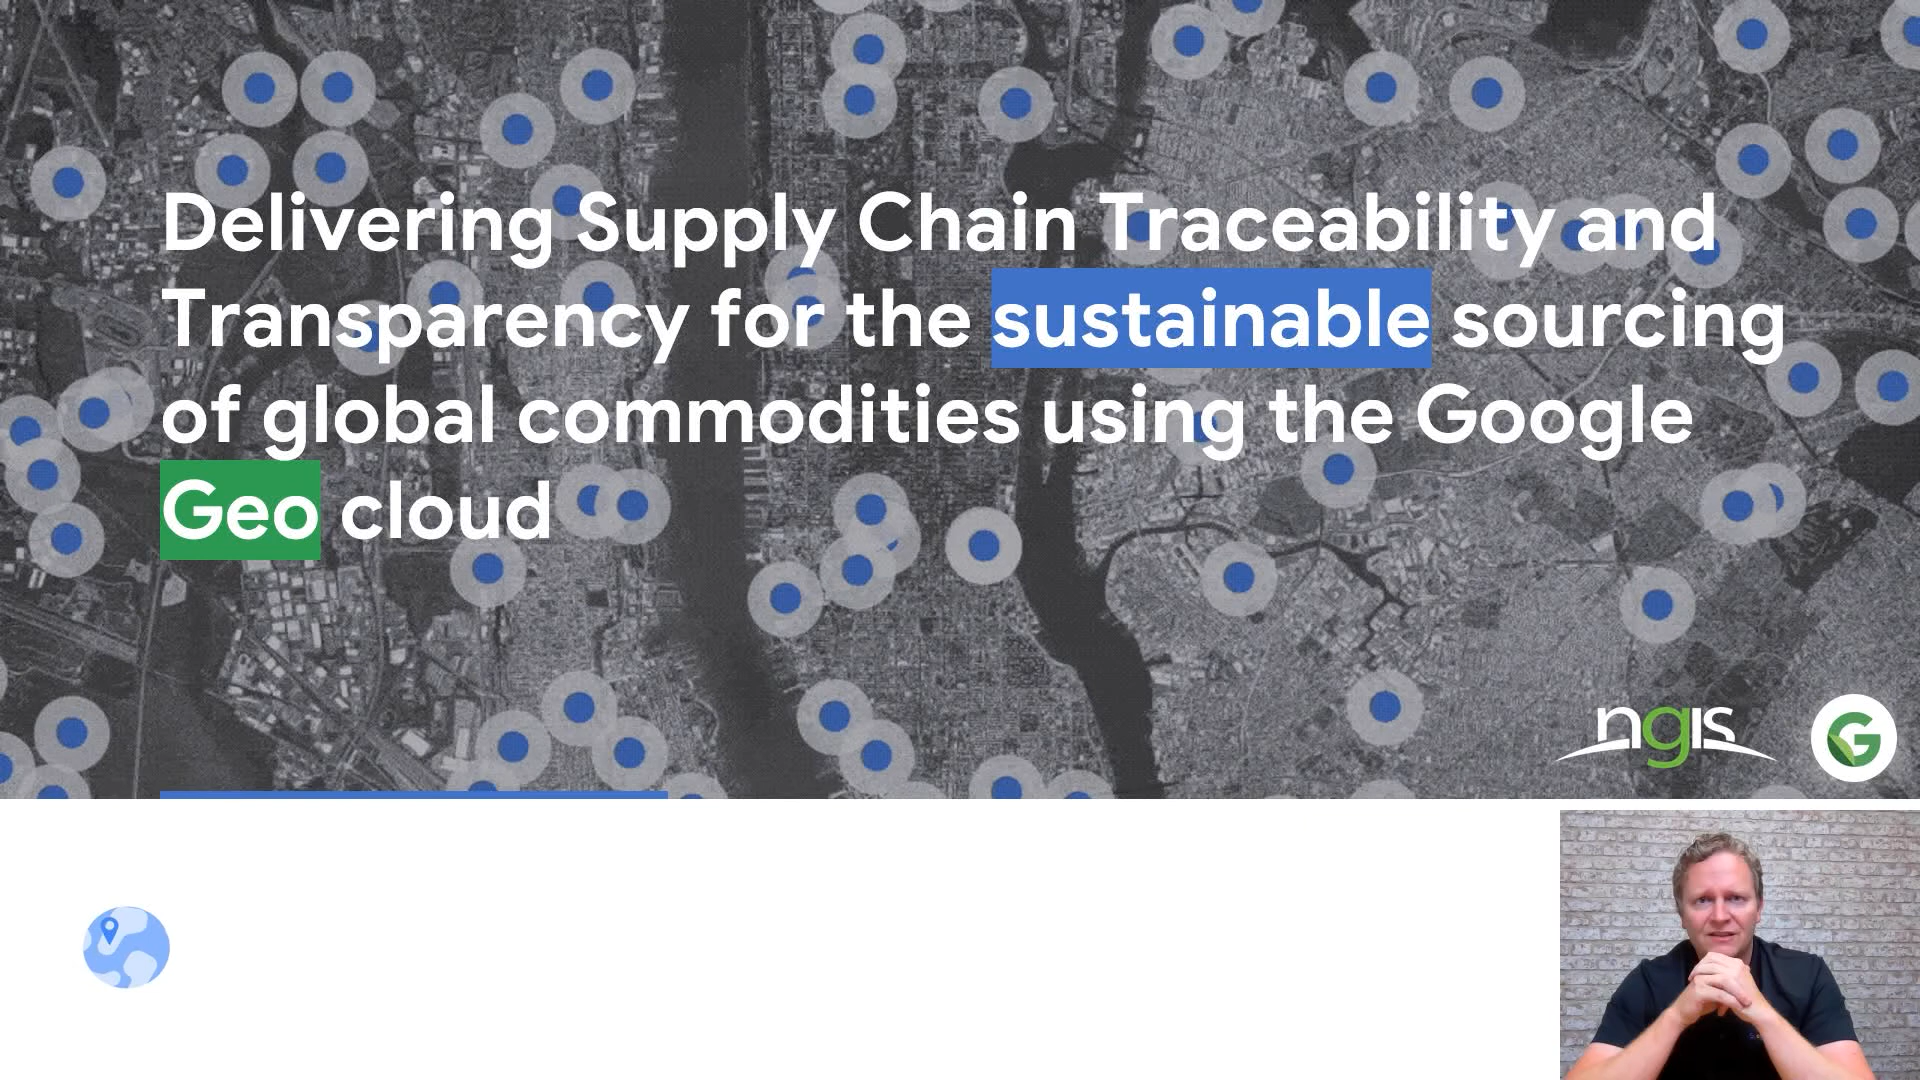 Delivering Supply Chain Traceability and
Transparency for the sustainable sourcing
of global commodities using the Google
Geo cloud
ngis
G